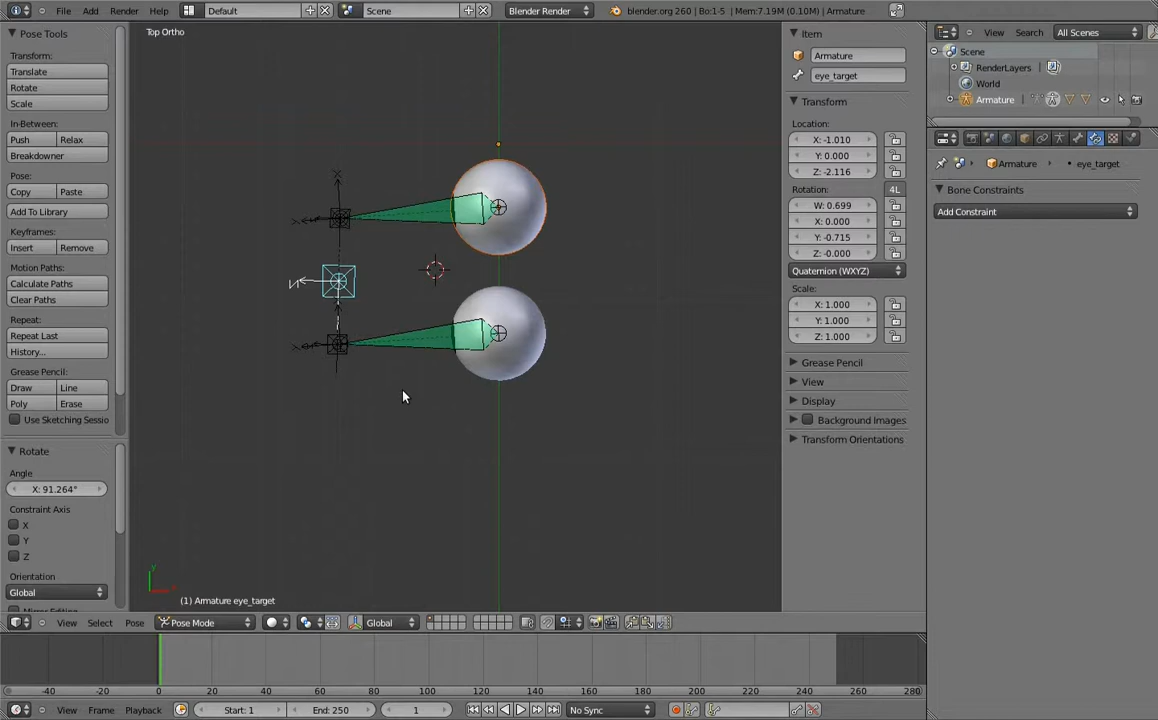 File Add Render Help Default Scene Blender Render blender.org 260 | Bo:1-5 | Mem:7.19M (0.10M) | Armature
Pose Tools
Transform:
Translate
Rotate
Scale
In-Between:
Push Relax
Breakdowner
Pose:
Copy Paste
Add To Library
Keyframes:
Insert Remove
Motion Paths:
Calculate Paths
Clear Paths
Repeat:
Repeat Last
History...
Grease Pencil:
Draw Line
Poly Erase
Use Sketching Sessio
Rotate
Angle
X: 91.264°
Constraint Axis
X
Y
Z
Orientation
Global
Top Ortho
X
X
Y
(1) Armature eye_target
View Select Pose Pose Mode Global
Item
Armature
eye_target
Transform
Location:
X: -1.010
Y: 0.000
Z: -2.116
Rotation: 4L
W: 0.699
X: 0.000
Y: -0.715
Z: -0.000
Quaternion (WXYZ)
Scale:
X: 1.000
Y: 1.000
Z: 1.000
Grease Pencil
View
Display
Background Images
Transform Orientations
View Search All Scenes
Scene
RenderLayers
World
Armature
Armature eye_target
Bone Constraints
Add Constraint
-40 -20 0 20 40 60 80 100 120 140 160 180 200 220 240 260 280
View Frame Playback Start: 1 End: 250 1 No Sync